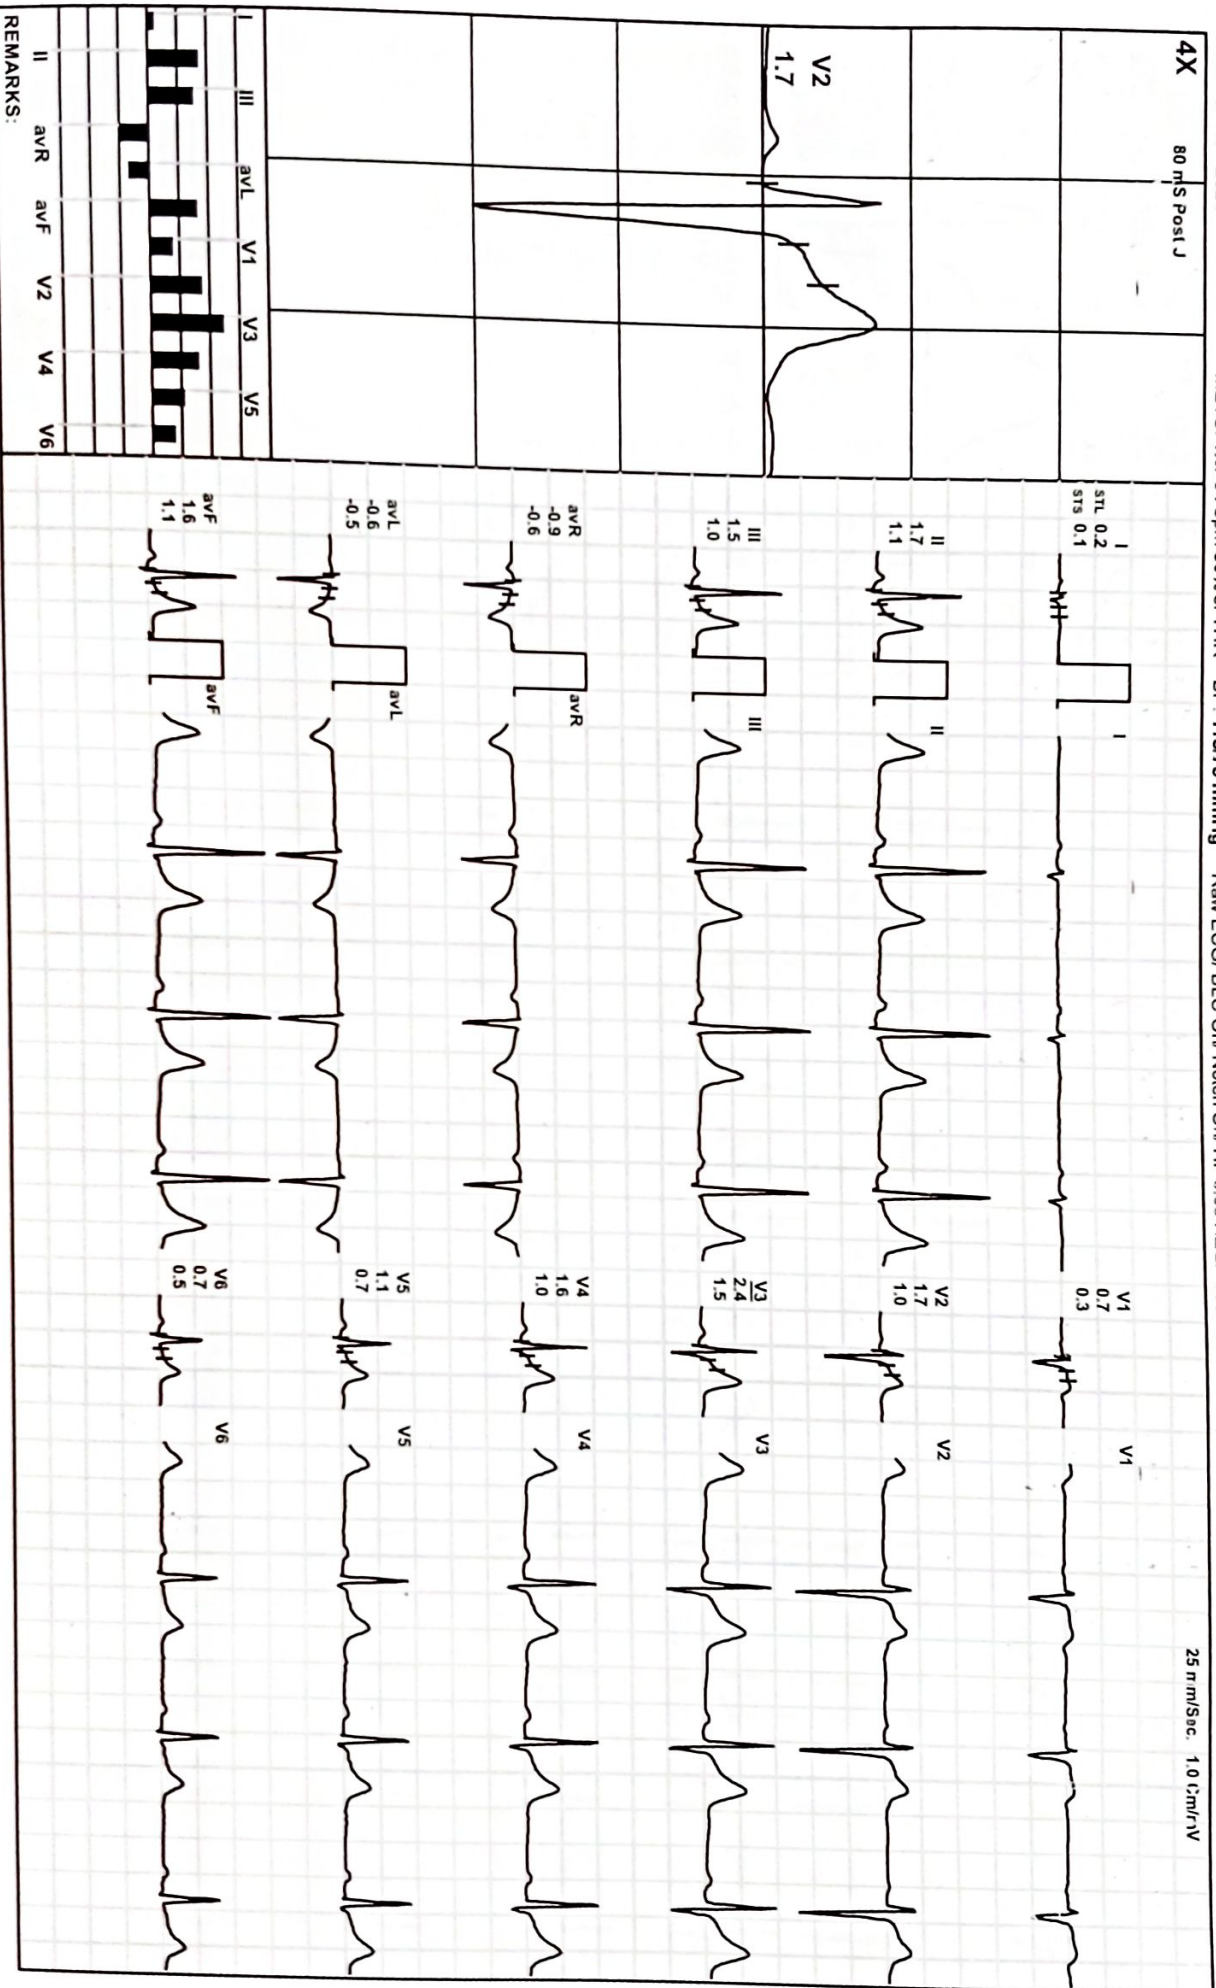 4X
80 mS Post J
25 mm/Sec. 1.0 Cm/mV
V2
1.7
I
STL 0.2
STS 0.1
I
V1
0.7
0.3
V1
II
1.7
1.1
II
V2
1.7
1.0
V2
III
1.5
1.0
III
V3
2.4
1.5
V3
avR
-0.9
-0.6
avR
V4
1.6
1.0
V4
avL
-0.6
-0.5
avL
V5
1.1
0.7
V5
avF
1.6
1.1
avF
V6
0.7
0.5
V6
I III avL V1 V3 V5
II avR avF V2 V4 V6
REMARKS: